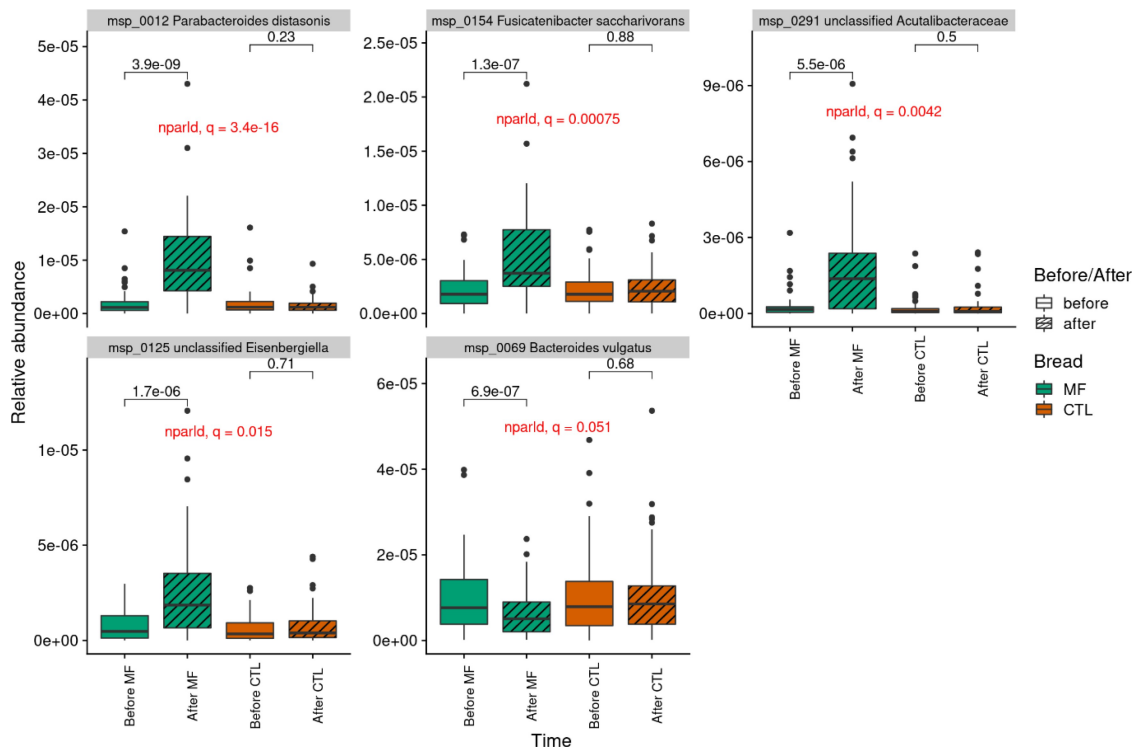 msp_0012 Parabacteroides distasonis
0.23
3.9e-09
nparld, q = 3.4e-16
5e-05
4e-05
3e-05
2e-05
1e-05
0e+00
msp_0154 Fusicatenibacter saccharivorans
0.88
1.3e-07
nparld, q = 0.00075
2.5e-05
2.0e-05
1.5e-05
1.0e-05
5.0e-06
0.0e+00
msp_0291 unclassified Acutalibacteraceae
0.5
5.5e-06
nparld, q = 0.0042
9e-06
6e-06
3e-06
0e+00
Before MF
After MF
Before CTL
After CTL
msp_0125 unclassified Eisenbergiella
0.71
1.7e-06
nparld, q = 0.015
1e-05
5e-06
0e+00
Before MF
After MF
Before CTL
After CTL
msp_0069 Bacteroides vulgatus
0.68
6.9e-07
nparld, q = 0.051
6e-05
4e-05
2e-05
0e+00
Before MF
After MF
Before CTL
After CTL
Relative abundance
Time
Before/After
before
after
Bread
MF
CTL